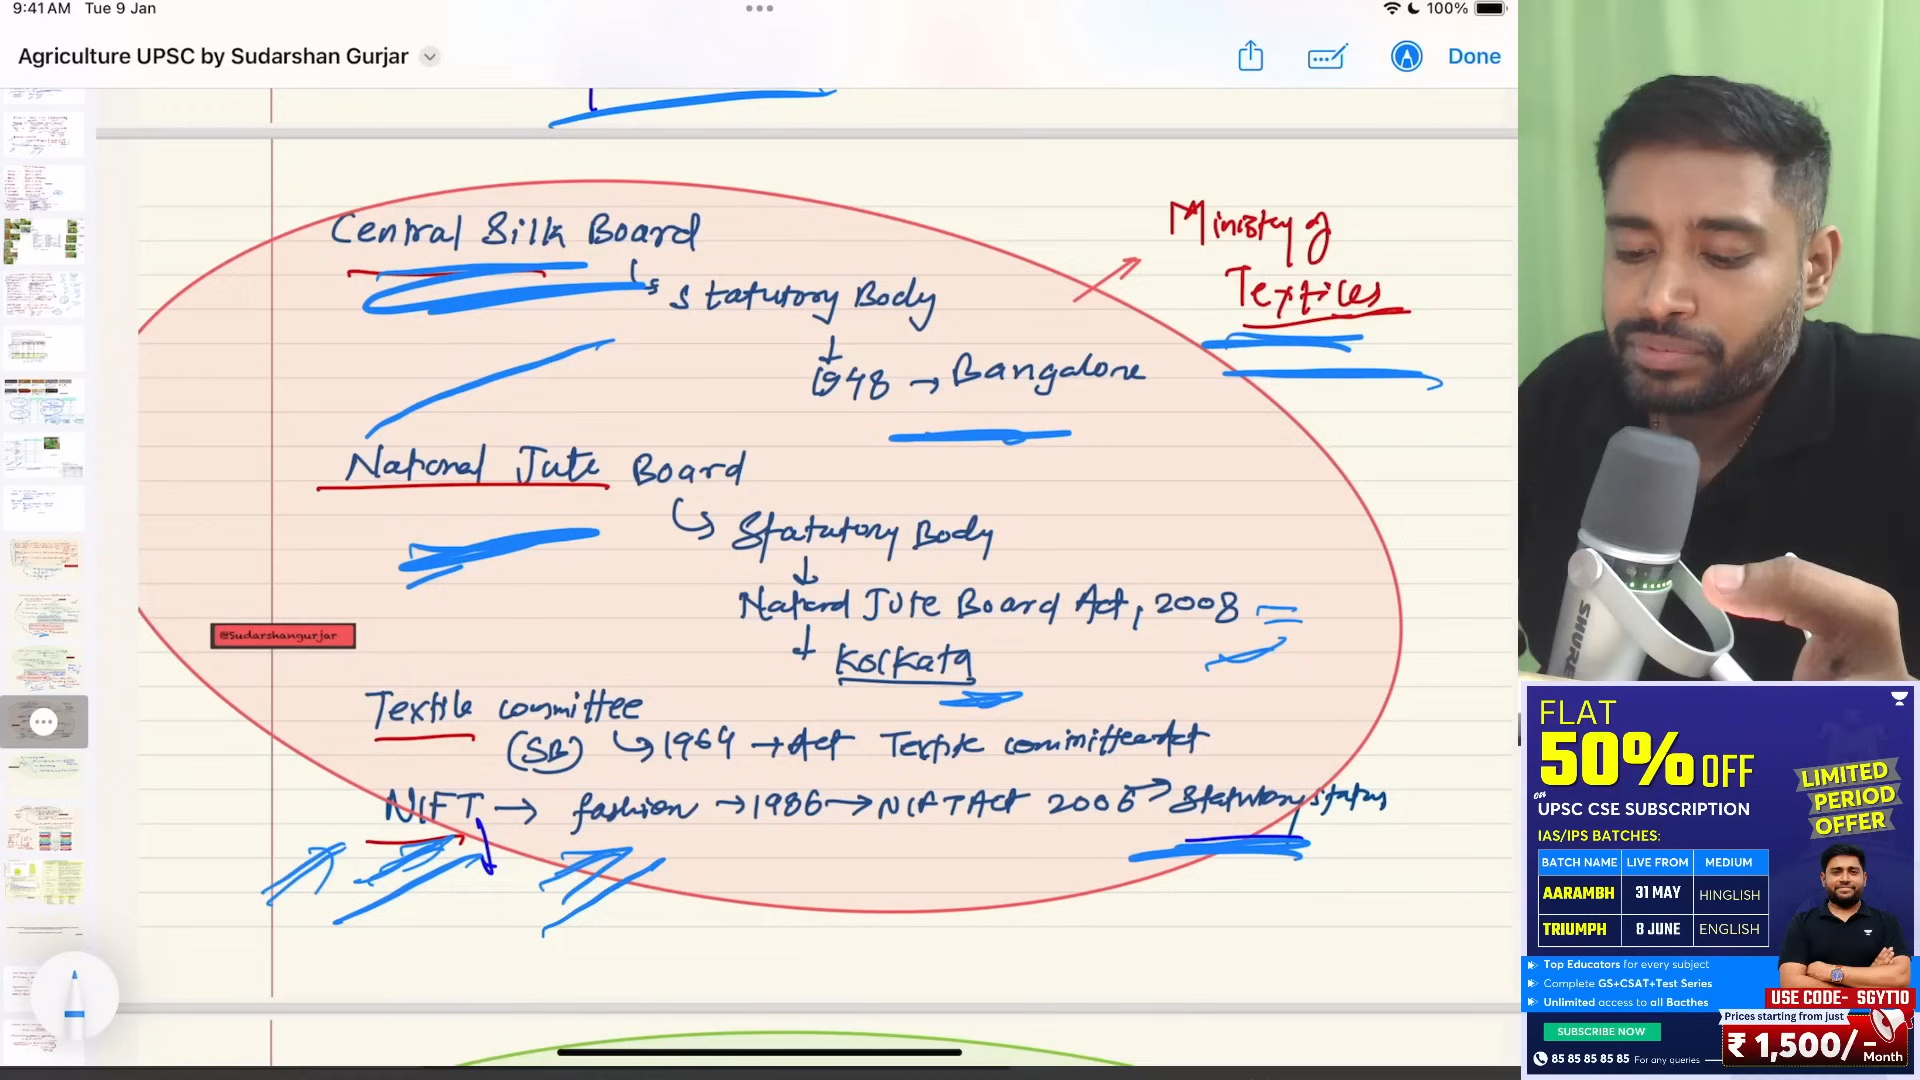 9:41 AM Tue 9 Jan
100%
Agriculture UPSC by Sudarshan Gurjar
Done
Central Silk Board
Statutory Body
1948 → Bangalore
Ministry of
Textiles
National Jute Board
Statutory Body
National Jute Board Act, 2008
Kolkata
@Sudarshangurjar
Textile committee
(SB) ↳ 1964 → Act Textile committee Act
NIFT → fashion → 1986 → NIFT Act 2006 → Statutory status
SHURE
FLAT
50% OFF
on UPSC CSE SUBSCRIPTION
LIMITED
PERIOD
OFFER
IAS/IPS BATCHES:
BATCH NAME LIVE FROM MEDIUM
AARAMBH 31 MAY HINGLISH
TRIUMPH 8 JUNE ENGLISH
Top Educators for every subject
Complete GS+CSAT+Test Series
Unlimited access to all Bacthes
USE CODE- SGYT10
SUBSCRIBE NOW
Prices starting from just
₹ 1,500/- Month
85 85 85 85 85 For any queries